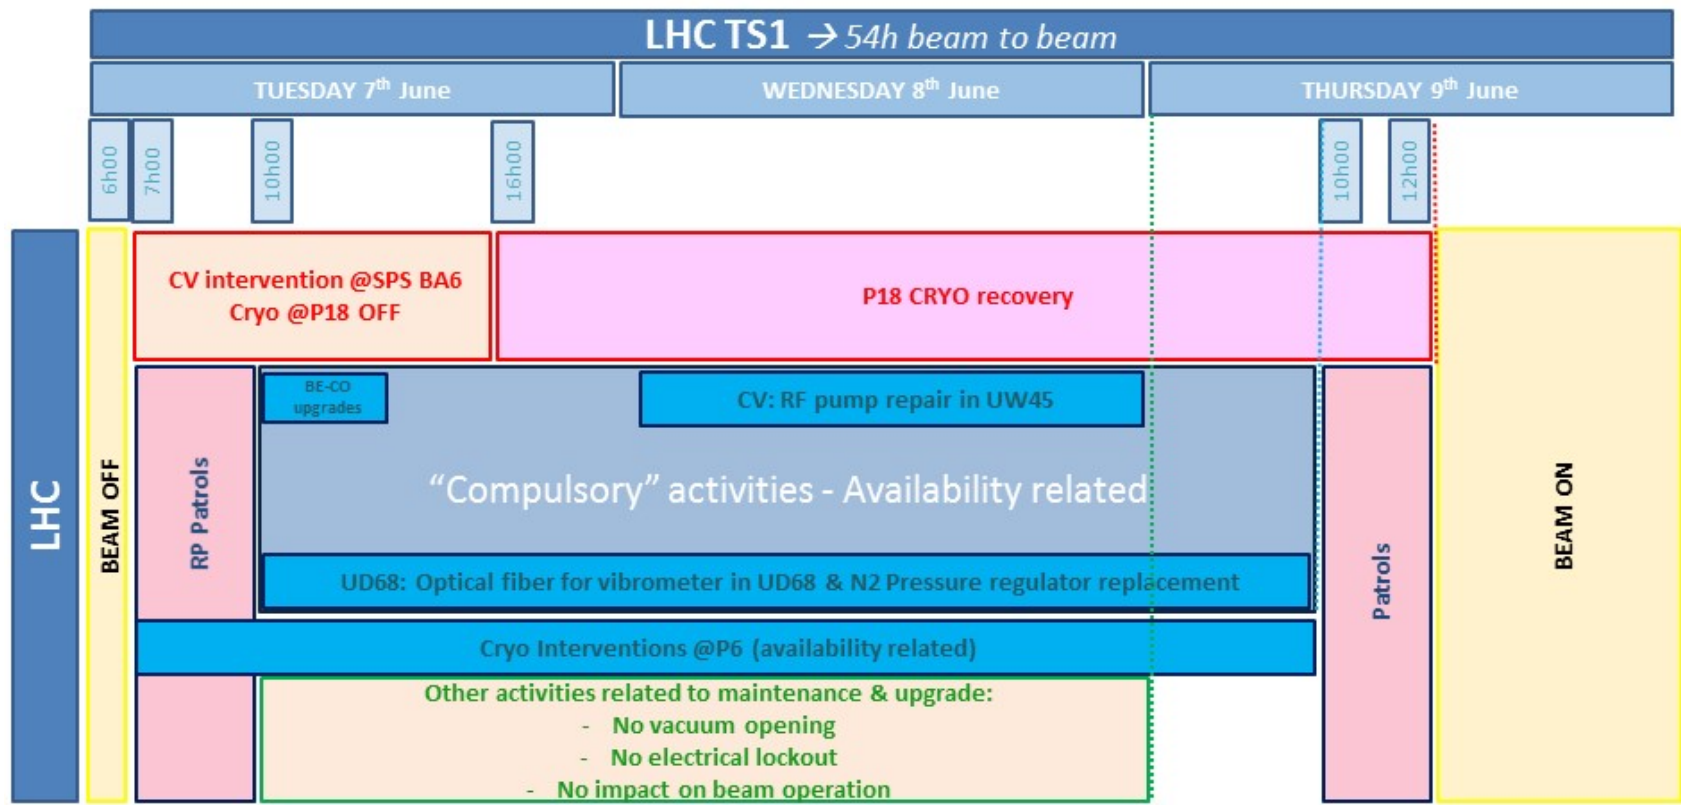 LHC TS1 → 54h beam to beam
TUESDAY 7th June
WEDNESDAY 8th June
THURSDAY 9th June
6h00
7h00
10h00
16h00
10h00
12h00
LHC
BEAM OFF
CV intervention @SPS BA6
Cryo @P18 OFF
P18 CRYO recovery
RP Patrols
BE-CO
upgrades
CV: RF pump repair in UW45
“Compulsory” activities - Availability related
UD68: Optical fiber for vibrometer in UD68 & N2 Pressure regulator replacement
Cryo Interventions @P6 (availability related)
Other activities related to maintenance & upgrade:
- No vacuum opening
- No electrical lockout
- No impact on beam operation
Patrols
BEAM ON